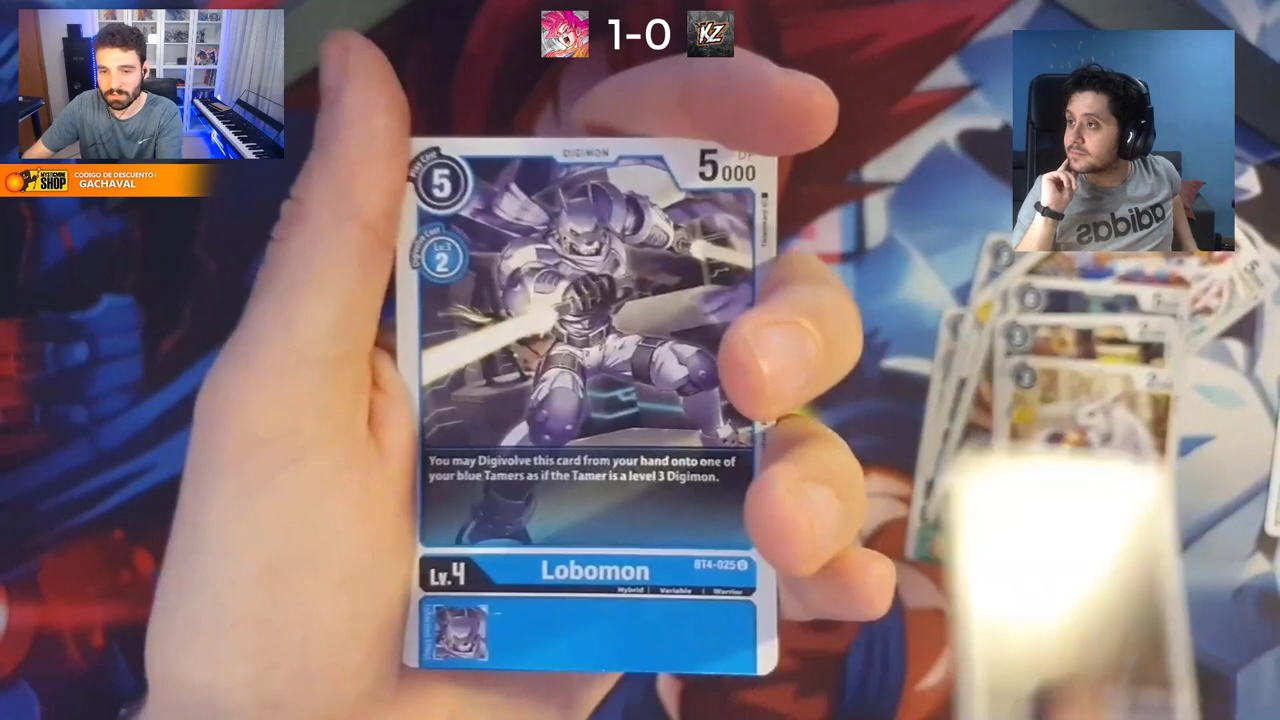 1-0
KZ
MYSTICMINE
SHOP
CODIGO DE DESCUENTO:
GACHAVAL
adidas
DIGIMON
Play Cost
5
DP
5000
Digivolve Cost
Lv.3
2
You may Digivolve this card from your hand onto one of
your blue Tamers as if the Tamer is a level 3 Digimon.
Lv.4
Lobomon
BT4-025 U
Hybrid | Variable | Warrior